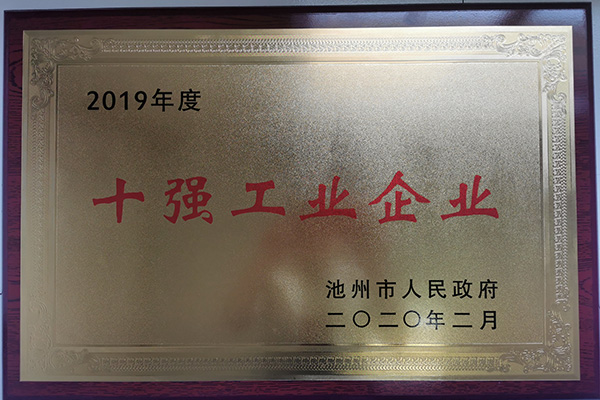 2019年度
十强工业企业
池州市人民政府
二〇二〇年二月